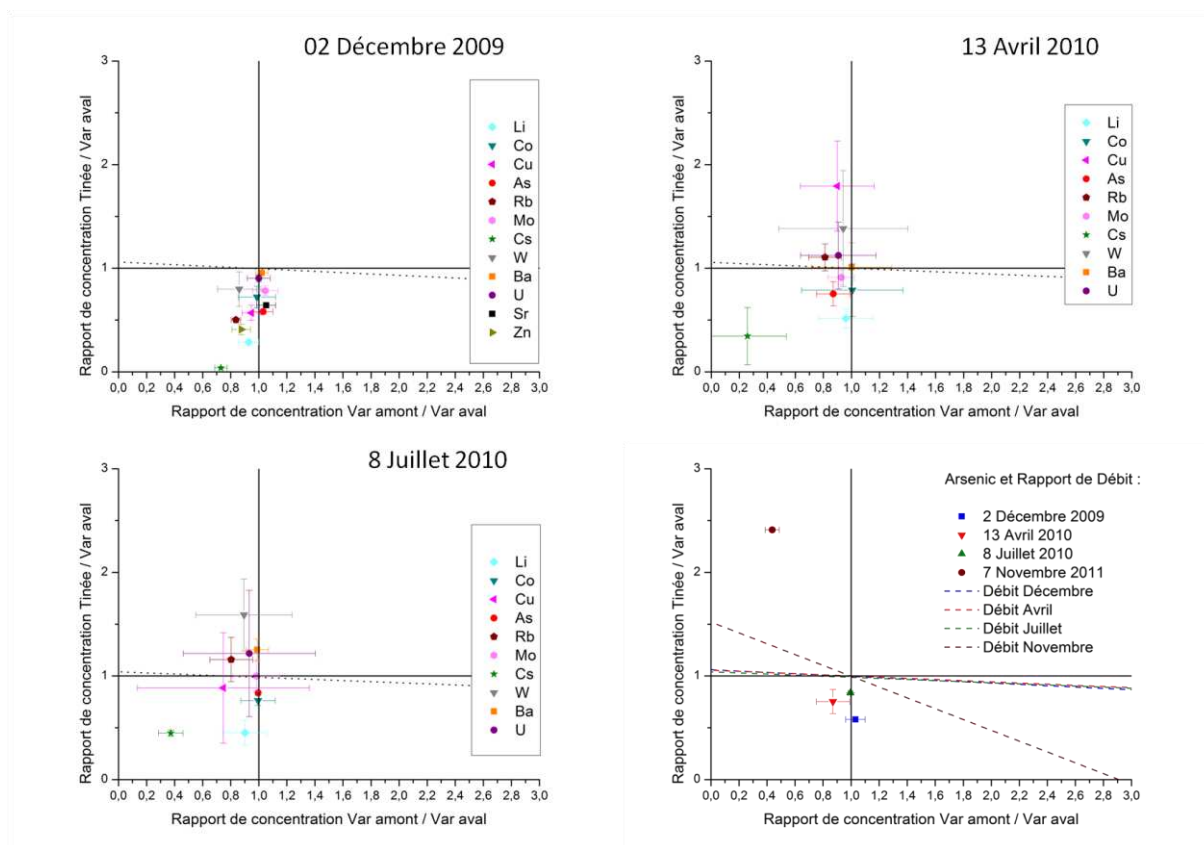 02 Décembre 2009
3
2
1
0
Rapport de concentration Tinée / Var aval
0,0 0,2 0,4 0,6 0,8 1,0 1,2 1,4 1,6 1,8 2,0 2,2 2,4 2,6 2,8 3,0
Rapport de concentration Var amont / Var aval
Li
Co
Cu
As
Rb
Mo
Cs
W
Ba
U
Sr
Zn
13 Avril 2010
3
2
1
0
Rapport de concentration Tinée / Var aval
0,0 0,2 0,4 0,6 0,8 1,0 1,2 1,4 1,6 1,8 2,0 2,2 2,4 2,6 2,8 3,0
Rapport de concentration Var amont / Var aval
Li
Co
Cu
As
Rb
Mo
Cs
W
Ba
U
8 Juillet 2010
3
2
1
0
Rapport de concentration Tinée / Var aval
0,0 0,2 0,4 0,6 0,8 1,0 1,2 1,4 1,6 1,8 2,0 2,2 2,4 2,6 2,8 3,0
Rapport de concentration Var amont / Var aval
Li
Co
Cu
As
Rb
Mo
Cs
W
Ba
U
3
2
1
0
Rapport de concentration Tinée / Var aval
0,0 0,2 0,4 0,6 0,8 1,0 1,2 1,4 1,6 1,8 2,0 2,2 2,4 2,6 2,8 3,0
Rapport de concentration Var amont / Var aval
Arsenic et Rapport de Débit :
2 Décembre 2009
13 Avril 2010
8 Juillet 2010
7 Novembre 2011
Débit Décembre
Débit Avril
Débit Juillet
Débit Novembre